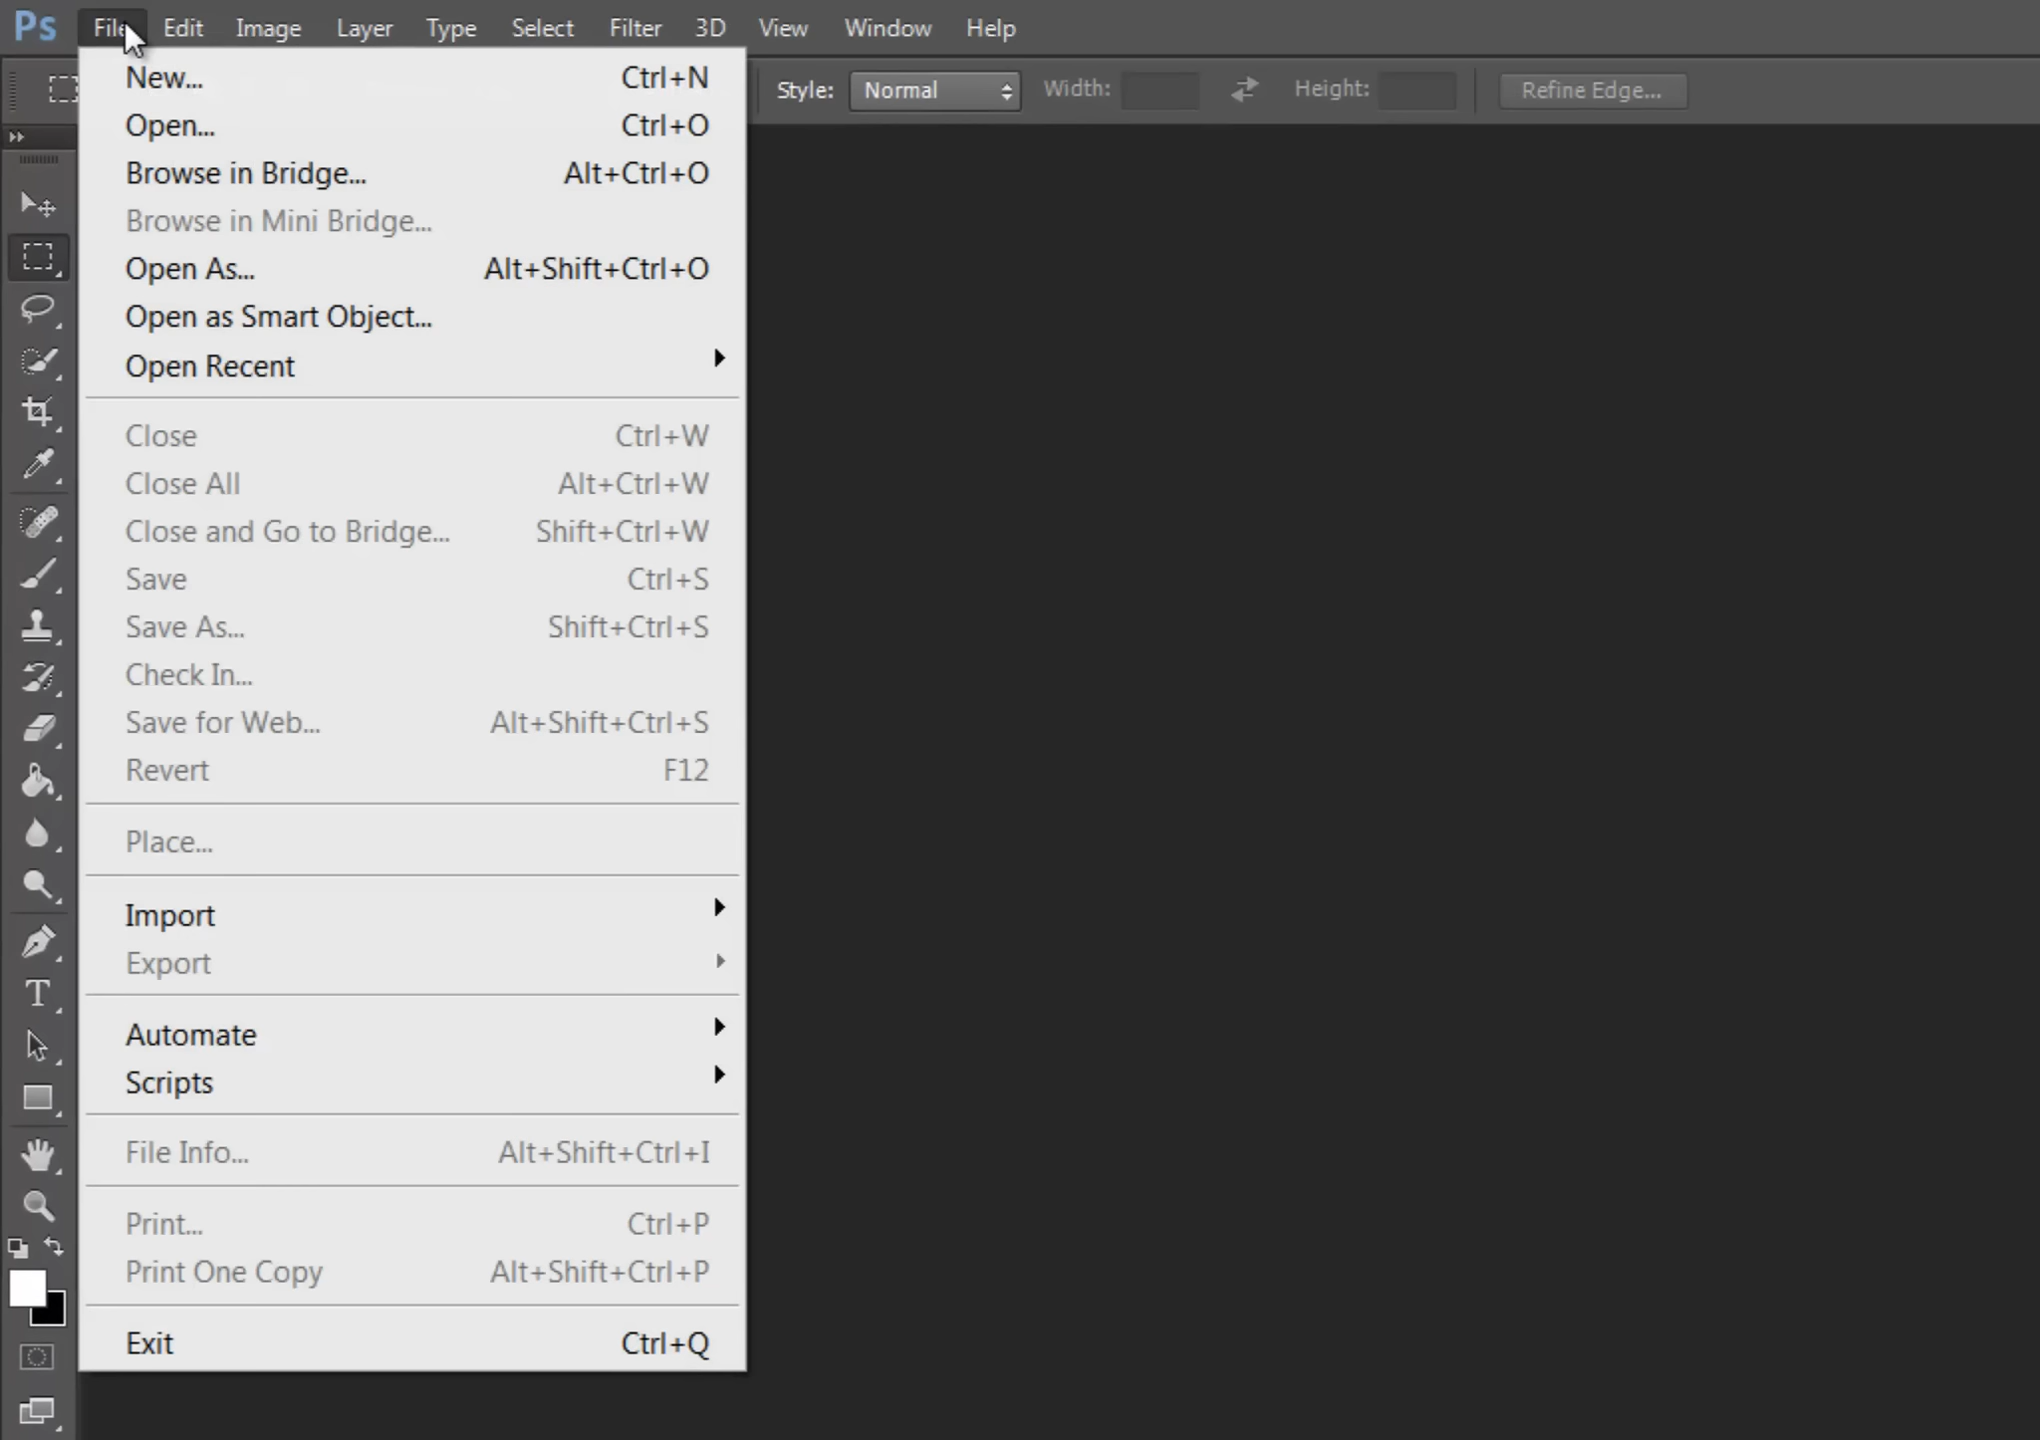 Ps File Edit Image Layer Type Select Filter 3D View Window Help
Style: Normal Width: Height: Refine Edge...
New... Ctrl+N
Open... Ctrl+O
Browse in Bridge... Alt+Ctrl+O
Browse in Mini Bridge...
Open As... Alt+Shift+Ctrl+O
Open as Smart Object...
Open Recent
Close Ctrl+W
Close All Alt+Ctrl+W
Close and Go to Bridge... Shift+Ctrl+W
Save Ctrl+S
Save As... Shift+Ctrl+S
Check In...
Save for Web... Alt+Shift+Ctrl+S
Revert F12
Place...
Import
Export
Automate
Scripts
File Info... Alt+Shift+Ctrl+I
Print... Ctrl+P
Print One Copy Alt+Shift+Ctrl+P
Exit Ctrl+Q